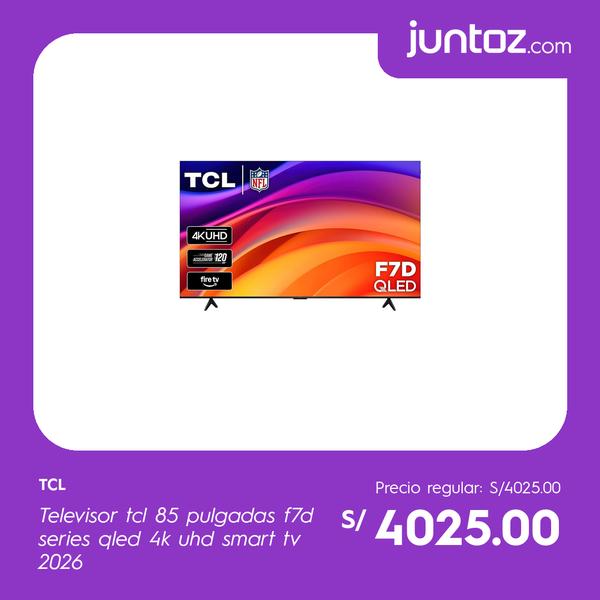 juntoz.com
TCL
NFL
4K UHD
GAME ACCELERATOR 120
fire tv
F7D
QLED
TCL
Precio regular: S/4025.00
Televisor tcl 85 pulgadas f7d
series qled 4k uhd smart tv
2026
S/ 4025.00